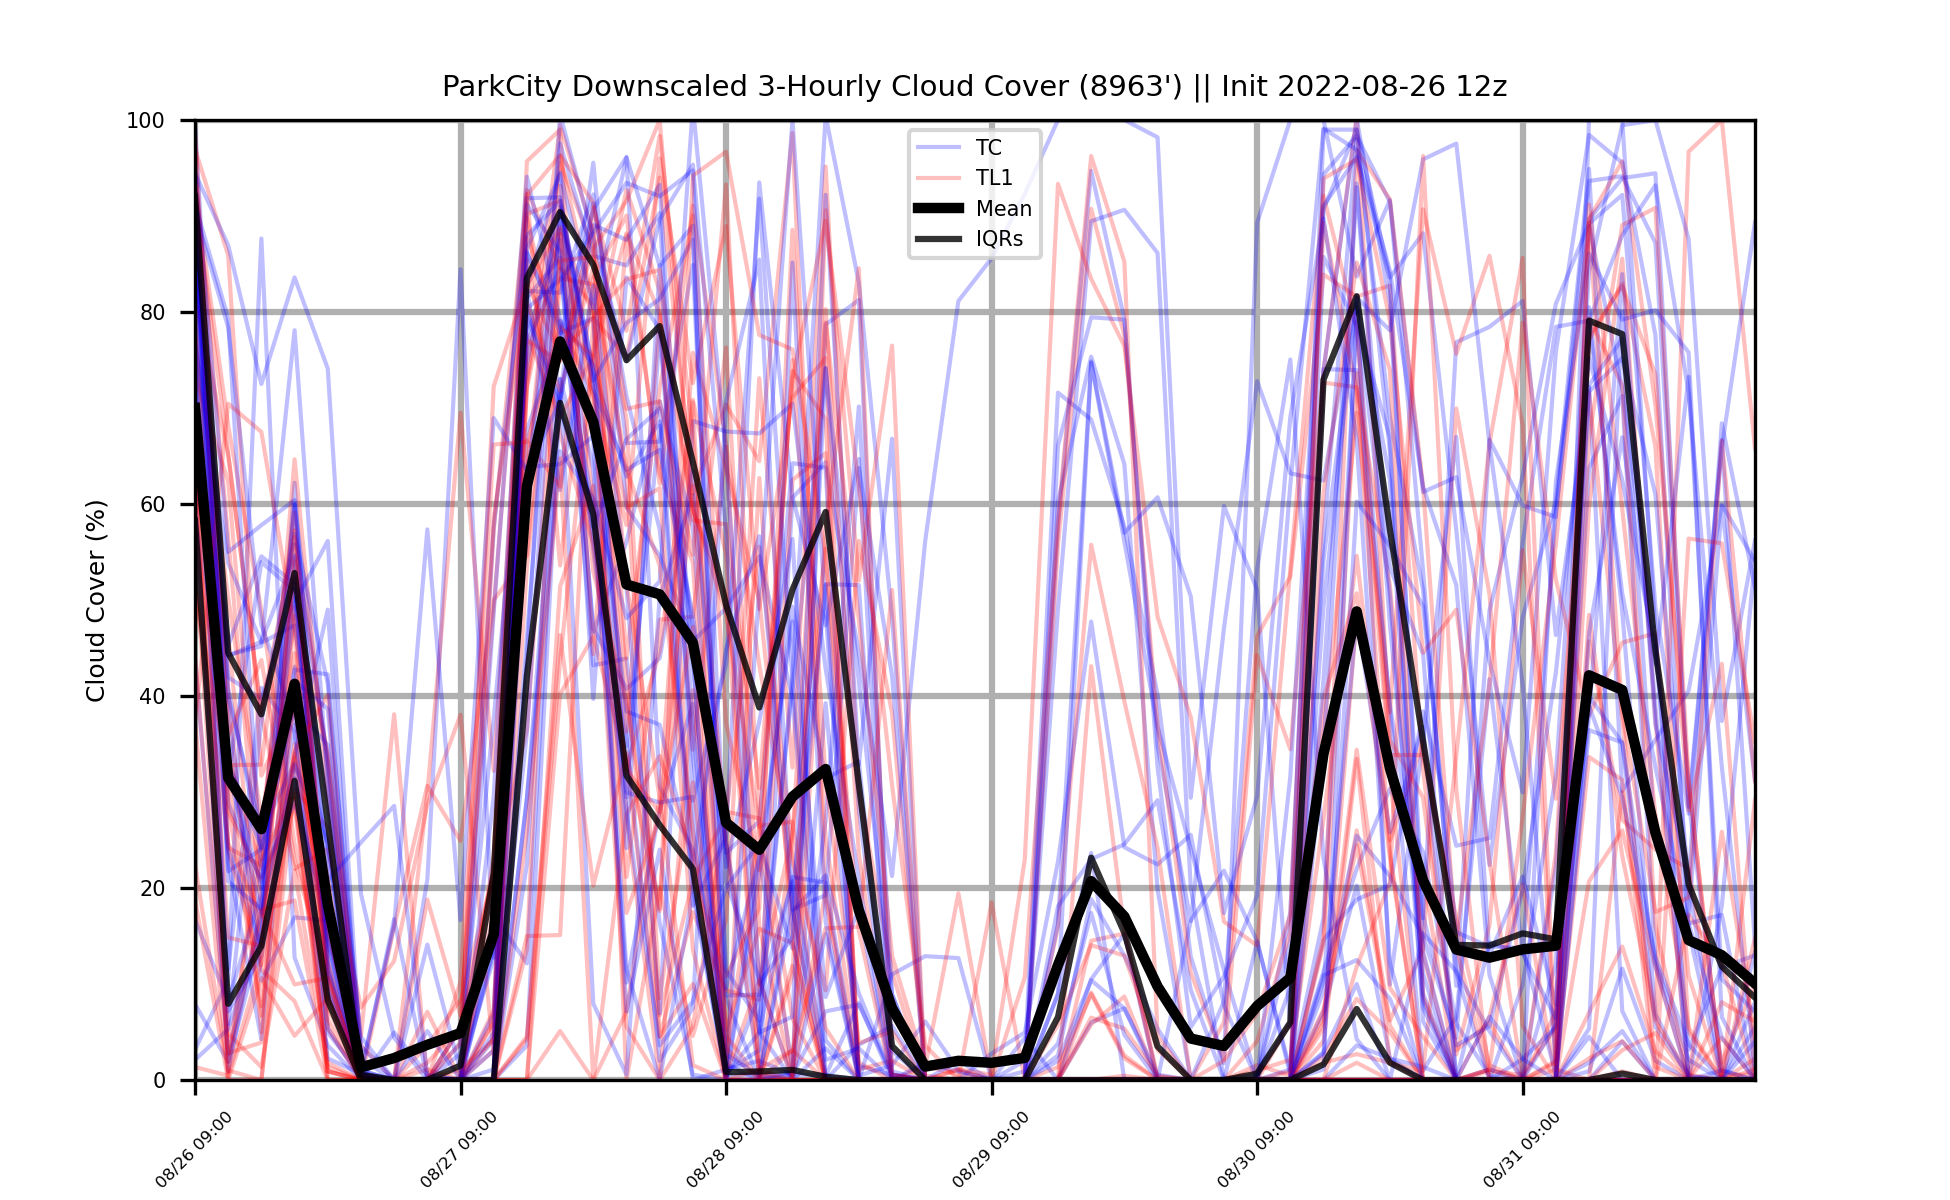 ParkCity Downscaled 3-Hourly Cloud Cover (8963') || Init 2022-08-26 12z
TC
TL1
Mean
IQRs
Cloud Cover (%)
100
80
60
40
20
0
08/26 09:00
08/27 09:00
08/28 09:00
08/29 09:00
08/30 09:00
08/31 09:00